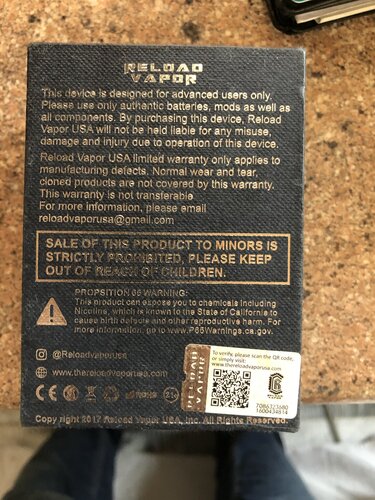 RELOAD
VAPOR
This device is designed for advanced users only.
Please use only authentic batteries, mods as well as
all components. By purchasing this device, Reload
Vapor USA will not be held liable for any misuse,
damage and injury due to operation of this device.
Reload Vapor USA limited warranty only applies to
manufacturing defects. Normal wear and tear,
cloned products are not covered by this warranty.
This warranty is not transferable
For more information, please email
reloadvaporusa@gmail.com
SALE OF THIS PRODUCT TO MINORS IS
STRICTLY PROHIBITED, PLEASE KEEP
OUT OF REACH OF CHILDREN.
PROPSITION 65 WARNING:
This product can expose you to chemicals including
Nicotine, which is known to the State of California to
cause birth defects and other reproductive harm. For
more information, go to www.P65Warnings.ca.gov.
@Reloadvaporusa
www.thereloadvaporusa.com
RELOAD
VAPOR
To verify, please scan the QR code,
or simply visit:
www.thereloadvaporusa.com
7086323680
1600434814
21+
Copy right 2017 Reload Vapor USA, Inc. All Rights Reserved.